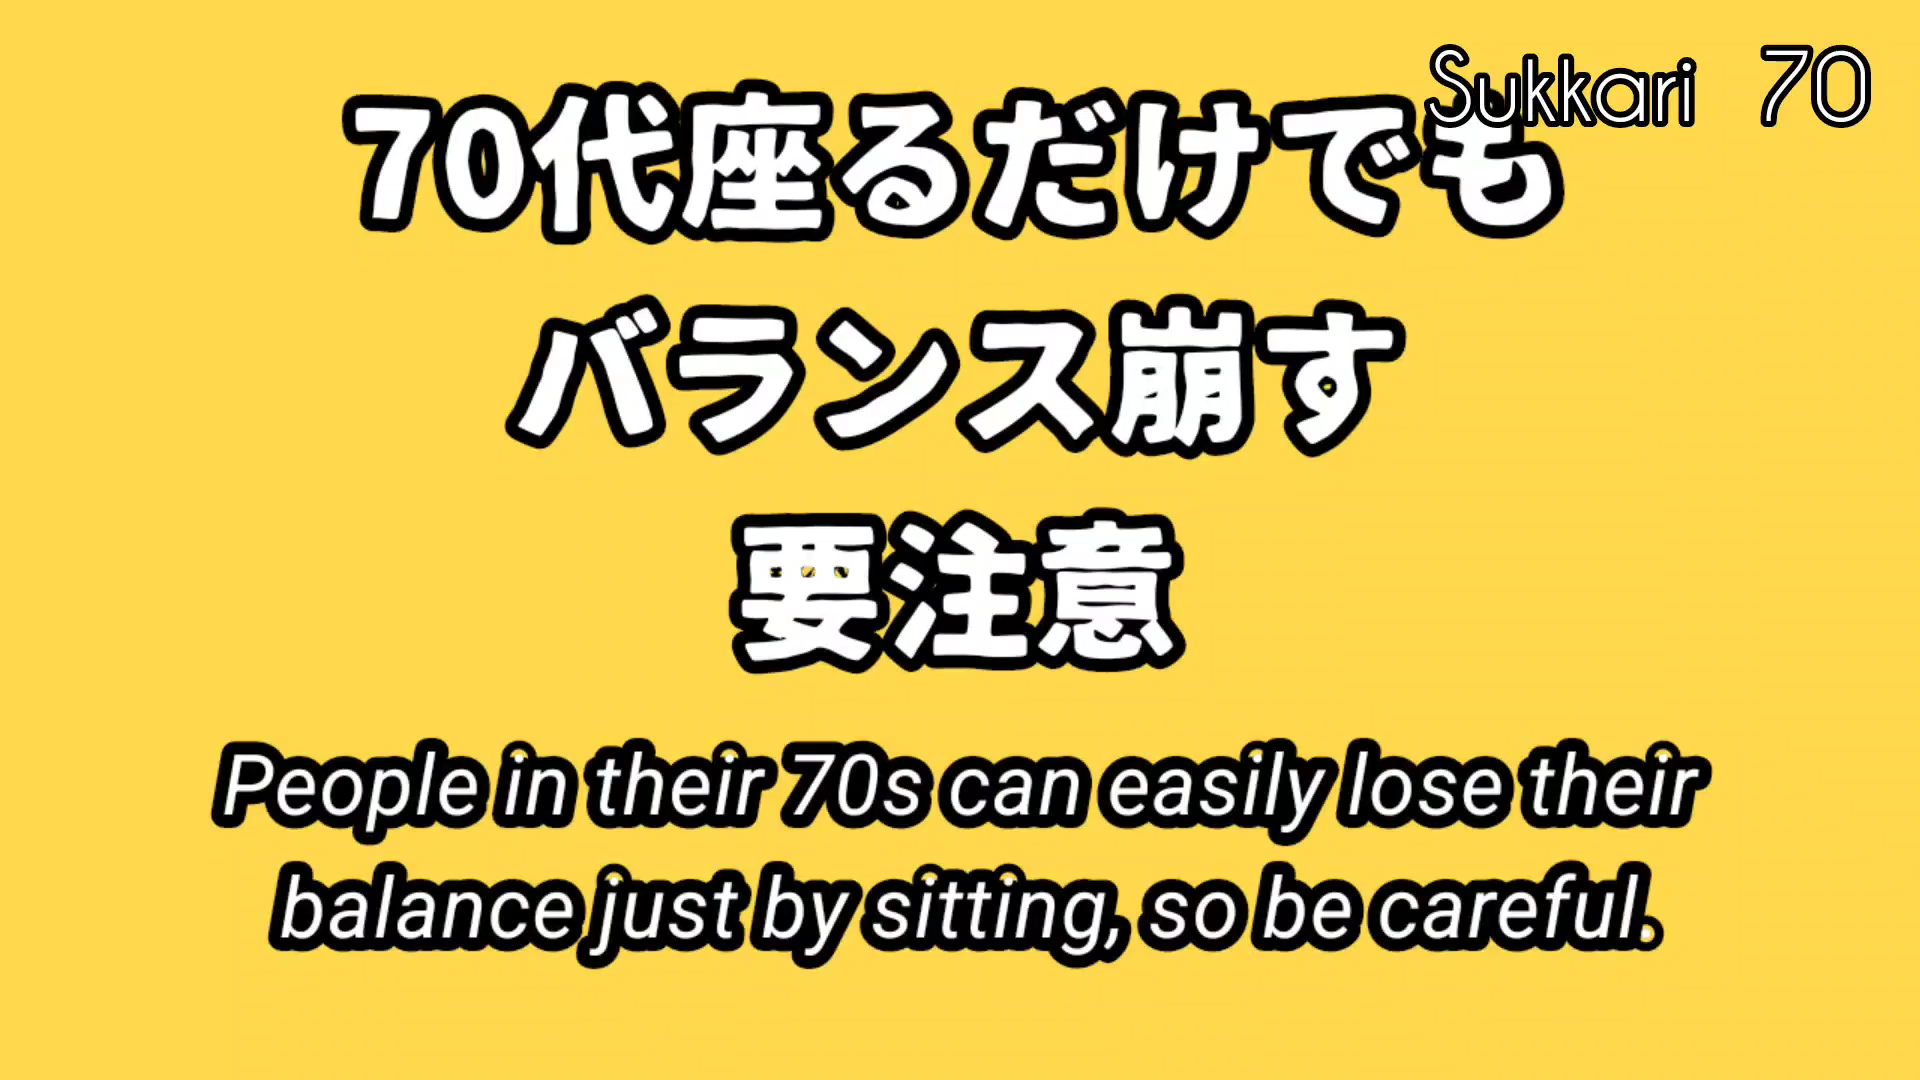 Sukkari 70
70代座るだけでも
バランス崩す
要注意
People in their 70s can easily lose their
balance just by sitting, so be careful.